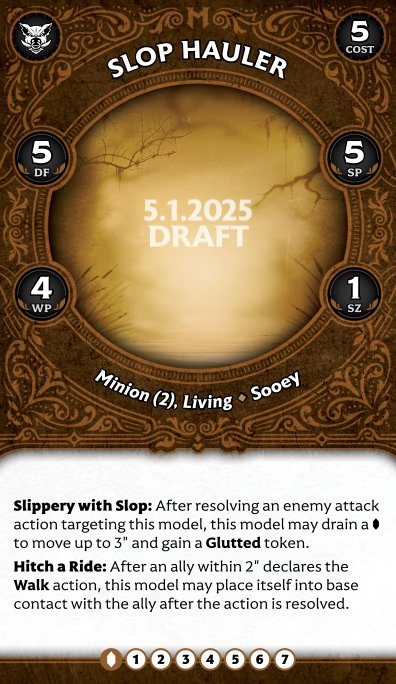 SLOP HAULER
5
COST
5
DF
5
SP
5.1.2025
DRAFT
4
WP
1
SZ
Minion (2), Living • Sooey
Slippery with Slop: After resolving an enemy attack
action targeting this model, this model may drain a
to move up to 3" and gain a Glutted token.
Hitch a Ride: After an ally within 2" declares the
Walk action, this model may place itself into base
contact with the ally after the action is resolved.
1 2 3 4 5 6 7